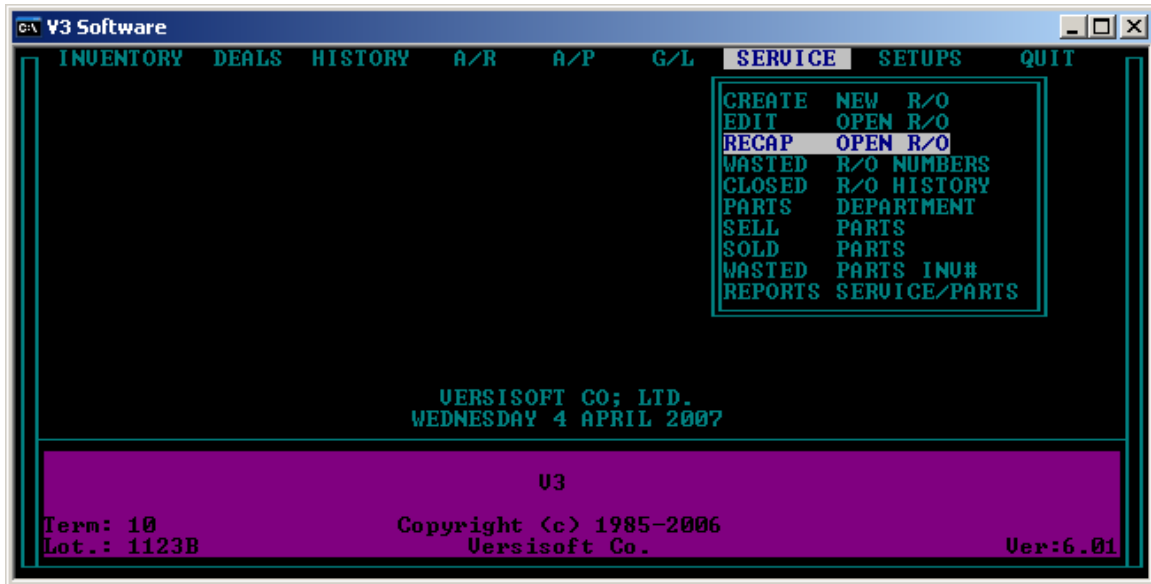 V3 Software
INVENTORY DEALS HISTORY A/R A/P G/L SERVICE SETUPS QUIT
CREATE NEW R/O
EDIT OPEN R/O
RECAP OPEN R/O
WASTED R/O NUMBERS
CLOSED R/O HISTORY
PARTS DEPARTMENT
SELL PARTS
SOLD PARTS
WASTED PARTS INV#
REPORTS SERVICE/PARTS
VERSISOFT CO; LTD.
WEDNESDAY 4 APRIL 2007
V3
Term: 10 Copyright (c) 1985-2006
Lot.: 1123B Versisoft Co. Ver:6.01